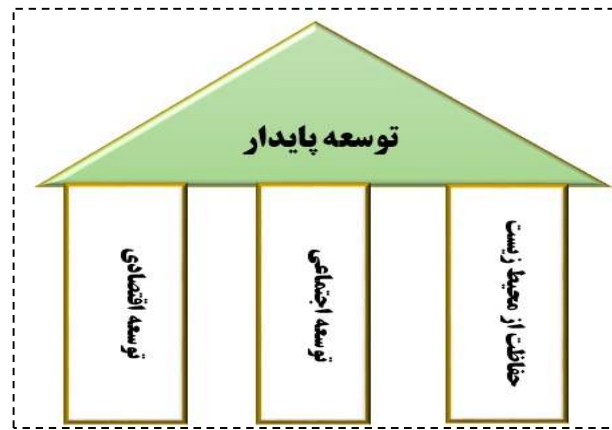 توسعه پایدار
حفاظت از محیط زیست
توسعه اجتماعی
توسعه اقتصادی